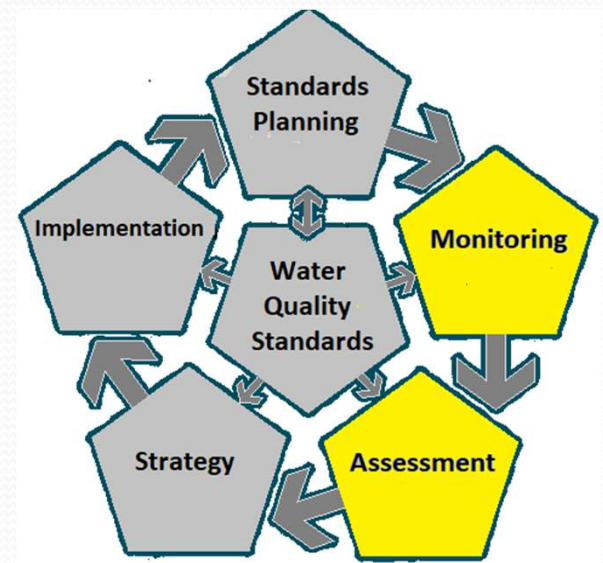 Standards
Planning
Implementation
Monitoring
Water
Quality
Standards
Strategy
Assessment